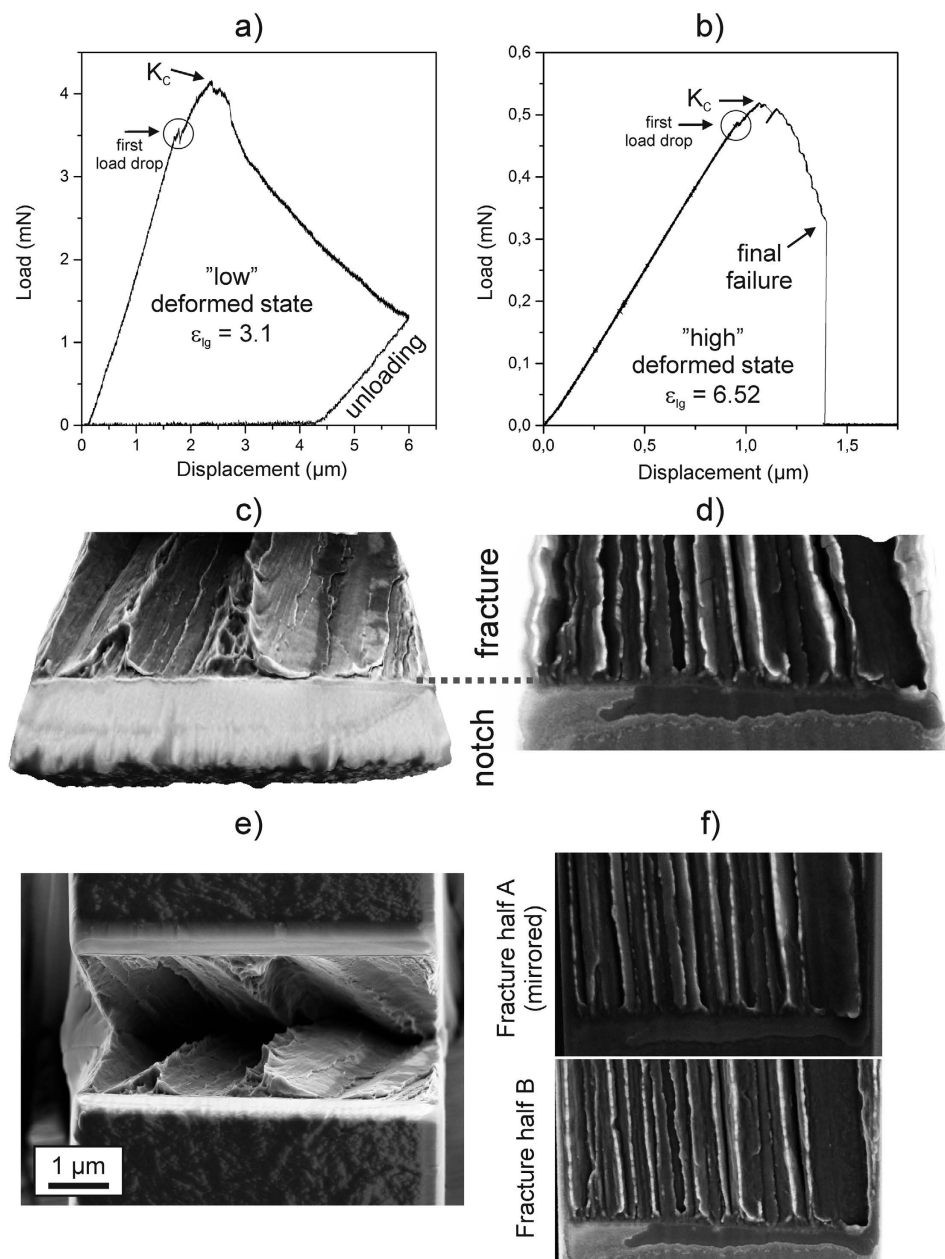 a)
Load (mN)
4
3
2
1
0
K_C
first
load drop
"low"
deformed state
ε_lg = 3.1
unloading
0 1 2 3 4 5 6
Displacement (µm)
b)
Load (mN)
0,6
0,5
0,4
0,3
0,2
0,1
0,0
K_C
first
load drop
final
failure
"high"
deformed state
ε_lg = 6.52
0,0 0,5 1,0 1,5
Displacement (µm)
c)
d)
fracture
notch
e)
1 µm
f)
Fracture half A
(mirrored)
Fracture half B